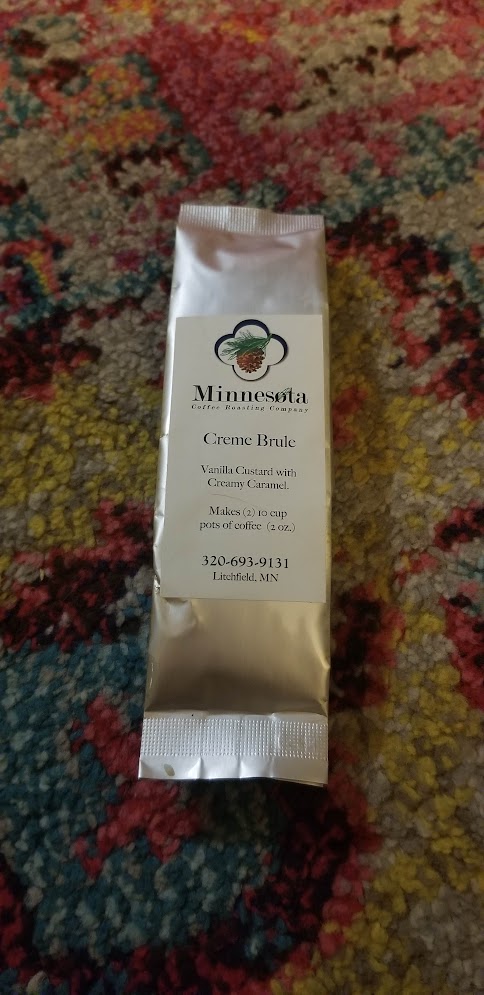 Minnesota
Coffee Roasting Company
Creme Brule
Vanilla Custard with
Creamy Caramel.
Makes (2) 10 cup
pots of coffee (2 oz.)
320-693-9131
Litchfield, MN